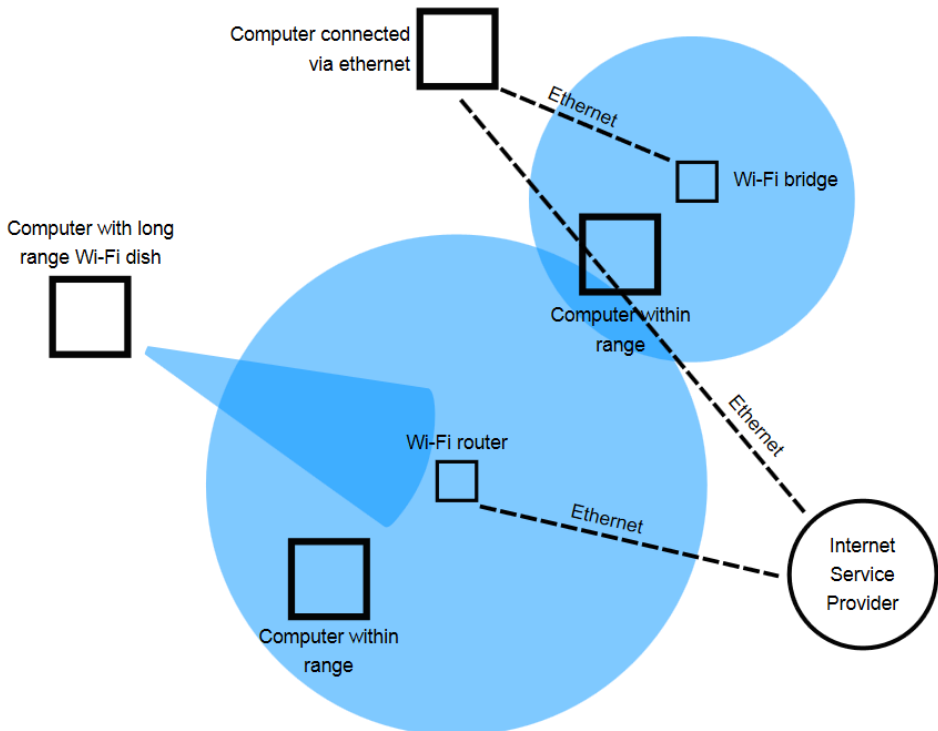 Computer connected
via ethernet
Ethernet
Wi-Fi bridge
Computer with long
range Wi-Fi dish
Computer within
range
Ethernet
Wi-Fi router
Ethernet
Internet
Service
Provider
Computer within
range